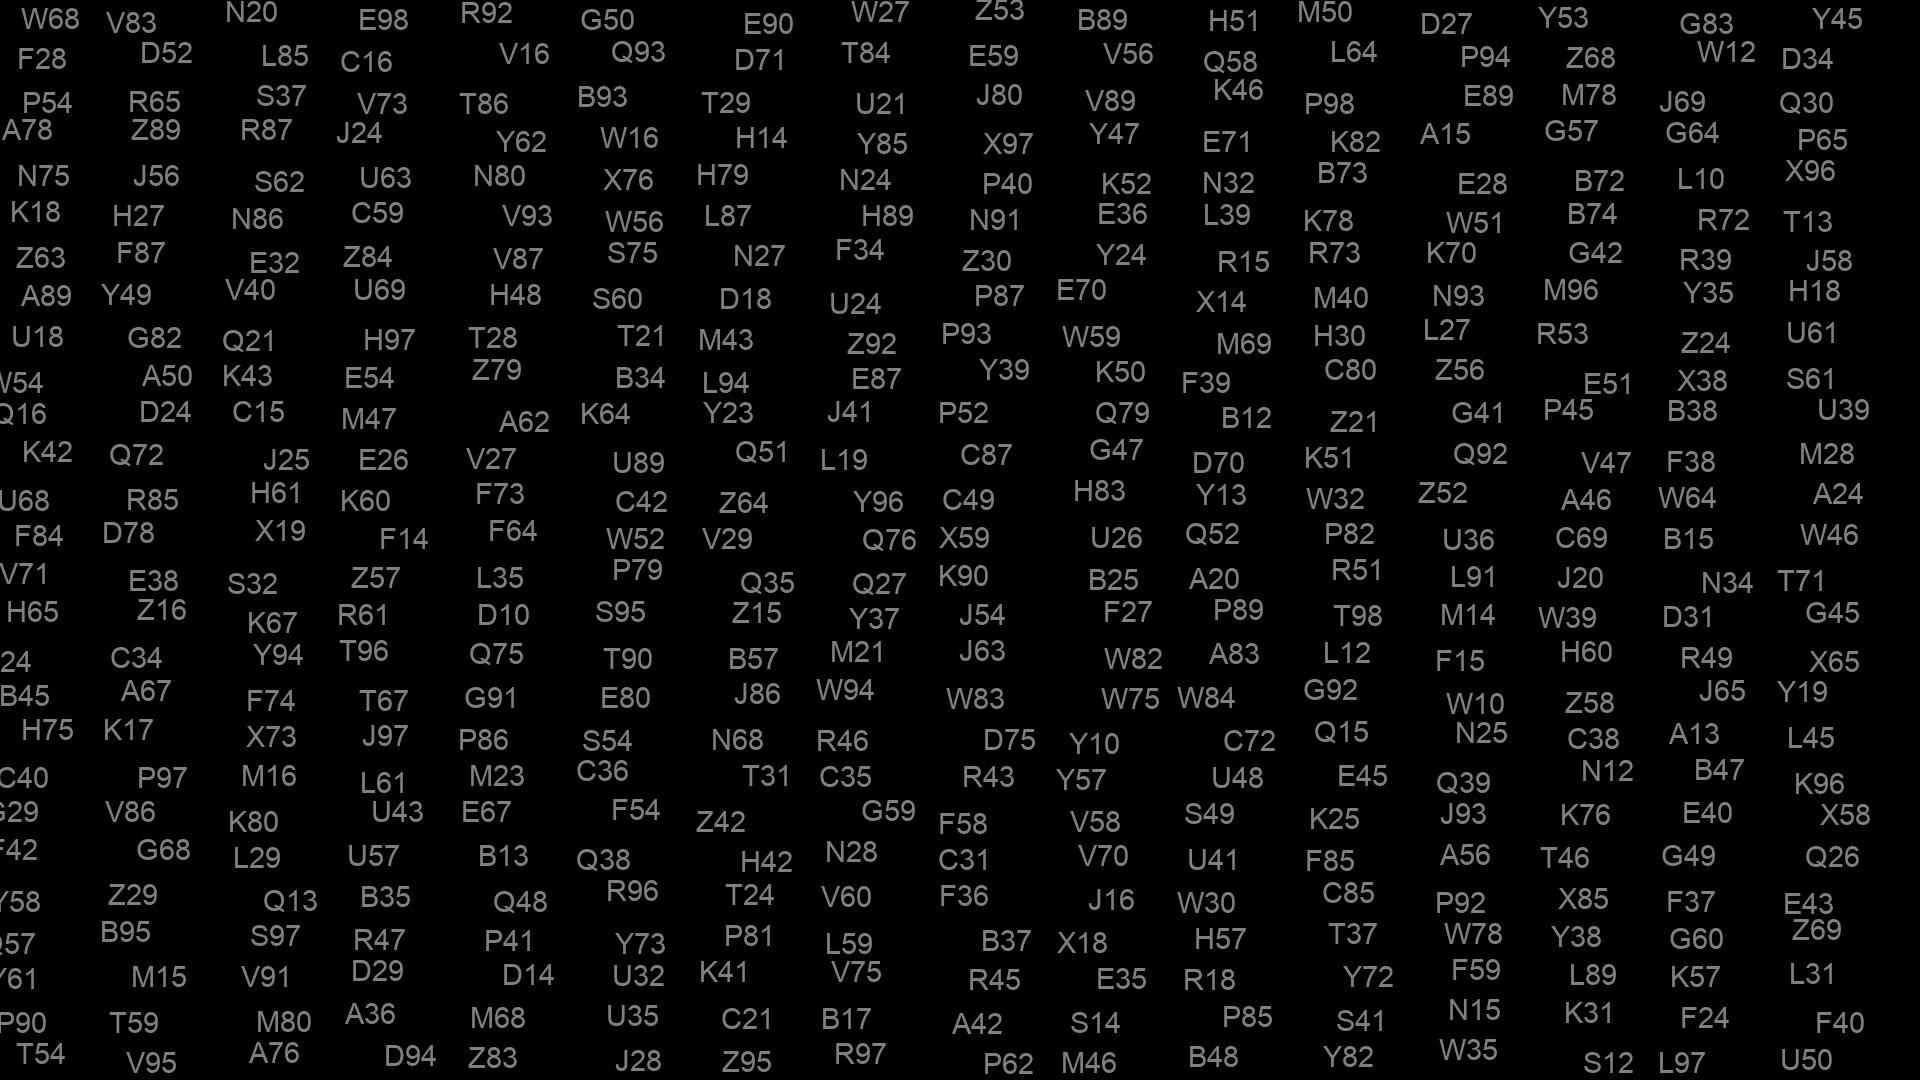 W68 V83 N20 E98 R92 G50 E90 W27 Z53 B89 H51 M50 D27 Y53 G83 Y45
F28 D52 L85 C16 V16 Q93 D71 T84 E59 V56 Q58 L64 P94 Z68 W12 D34
P54 R65 S37 V73 T86 B93 T29 U21 J80 V89 K46 P98 E89 M78 J69 Q30
A78 Z89 R87 J24 Y62 W16 H14 Y85 X97 Y47 E71 K82 A15 G57 G64 P65
N75 J56 S62 U63 N80 X76 H79 N24 P40 K52 N32 B73 E28 B72 L10 X96
K18 H27 N86 C59 V93 W56 L87 H89 N91 E36 L39 K78 W51 B74 R72 T13
Z63 F87 E32 Z84 V87 S75 N27 F34 Z30 Y24 R15 R73 K70 G42 R39 J58
A89 Y49 V40 U69 H48 S60 D18 U24 P87 E70 X14 M40 N93 M96 Y35 H18
U18 G82 Q21 H97 T28 T21 M43 Z92 P93 W59 M69 H30 L27 R53 Z24 U61
W54 A50 K43 E54 Z79 B34 L94 E87 Y39 K50 F39 C80 Z56 E51 X38 S61
Q16 D24 C15 M47 A62 K64 Y23 J41 P52 Q79 B12 Z21 G41 P45 B38 U39
K42 Q72 J25 E26 V27 U89 Q51 L19 C87 G47 D70 K51 Q92 V47 F38 M28
U68 R85 H61 K60 F73 C42 Z64 Y96 C49 H83 Y13 W32 Z52 A46 W64 A24
F84 D78 X19 F14 F64 W52 V29 Q76 X59 U26 Q52 P82 U36 C69 B15 W46
V71 E38 S32 Z57 L35 P79 Q35 Q27 K90 B25 A20 R51 L91 J20 N34 T71
H65 Z16 K67 R61 D10 S95 Z15 Y37 J54 F27 P89 T98 M14 W39 D31 G45
24 C34 Y94 T96 Q75 T90 B57 M21 J63 W82 A83 L12 F15 H60 R49 X65
B45 A67 F74 T67 G91 E80 J86 W94 W83 W75 W84 G92 W10 Z58 J65 Y19
H75 K17 X73 J97 P86 S54 N68 R46 D75 Y10 C72 Q15 N25 C38 A13 L45
C40 P97 M16 L61 M23 C36 T31 C35 R43 Y57 U48 E45 Q39 N12 B47 K96
G29 V86 K80 U43 E67 F54 Z42 G59 F58 V58 S49 K25 J93 K76 E40 X58
F42 G68 L29 U57 B13 Q38 H42 N28 C31 V70 U41 F85 A56 T46 G49 Q26
Y58 Z29 Q13 B35 Q48 R96 T24 V60 F36 J16 W30 C85 P92 X85 F37 E43
Q57 B95 S97 R47 P41 Y73 P81 L59 B37 X18 H57 T37 W78 Y38 G60 Z69
Y61 M15 V91 D29 D14 U32 K41 V75 R45 E35 R18 Y72 F59 L89 K57 L31
P90 T59 M80 A36 M68 U35 C21 B17 A42 S14 P85 S41 N15 K31 F24 F40
T54 V95 A76 D94 Z83 J28 Z95 R97 P62 M46 B48 Y82 W35 S12 L97 U50